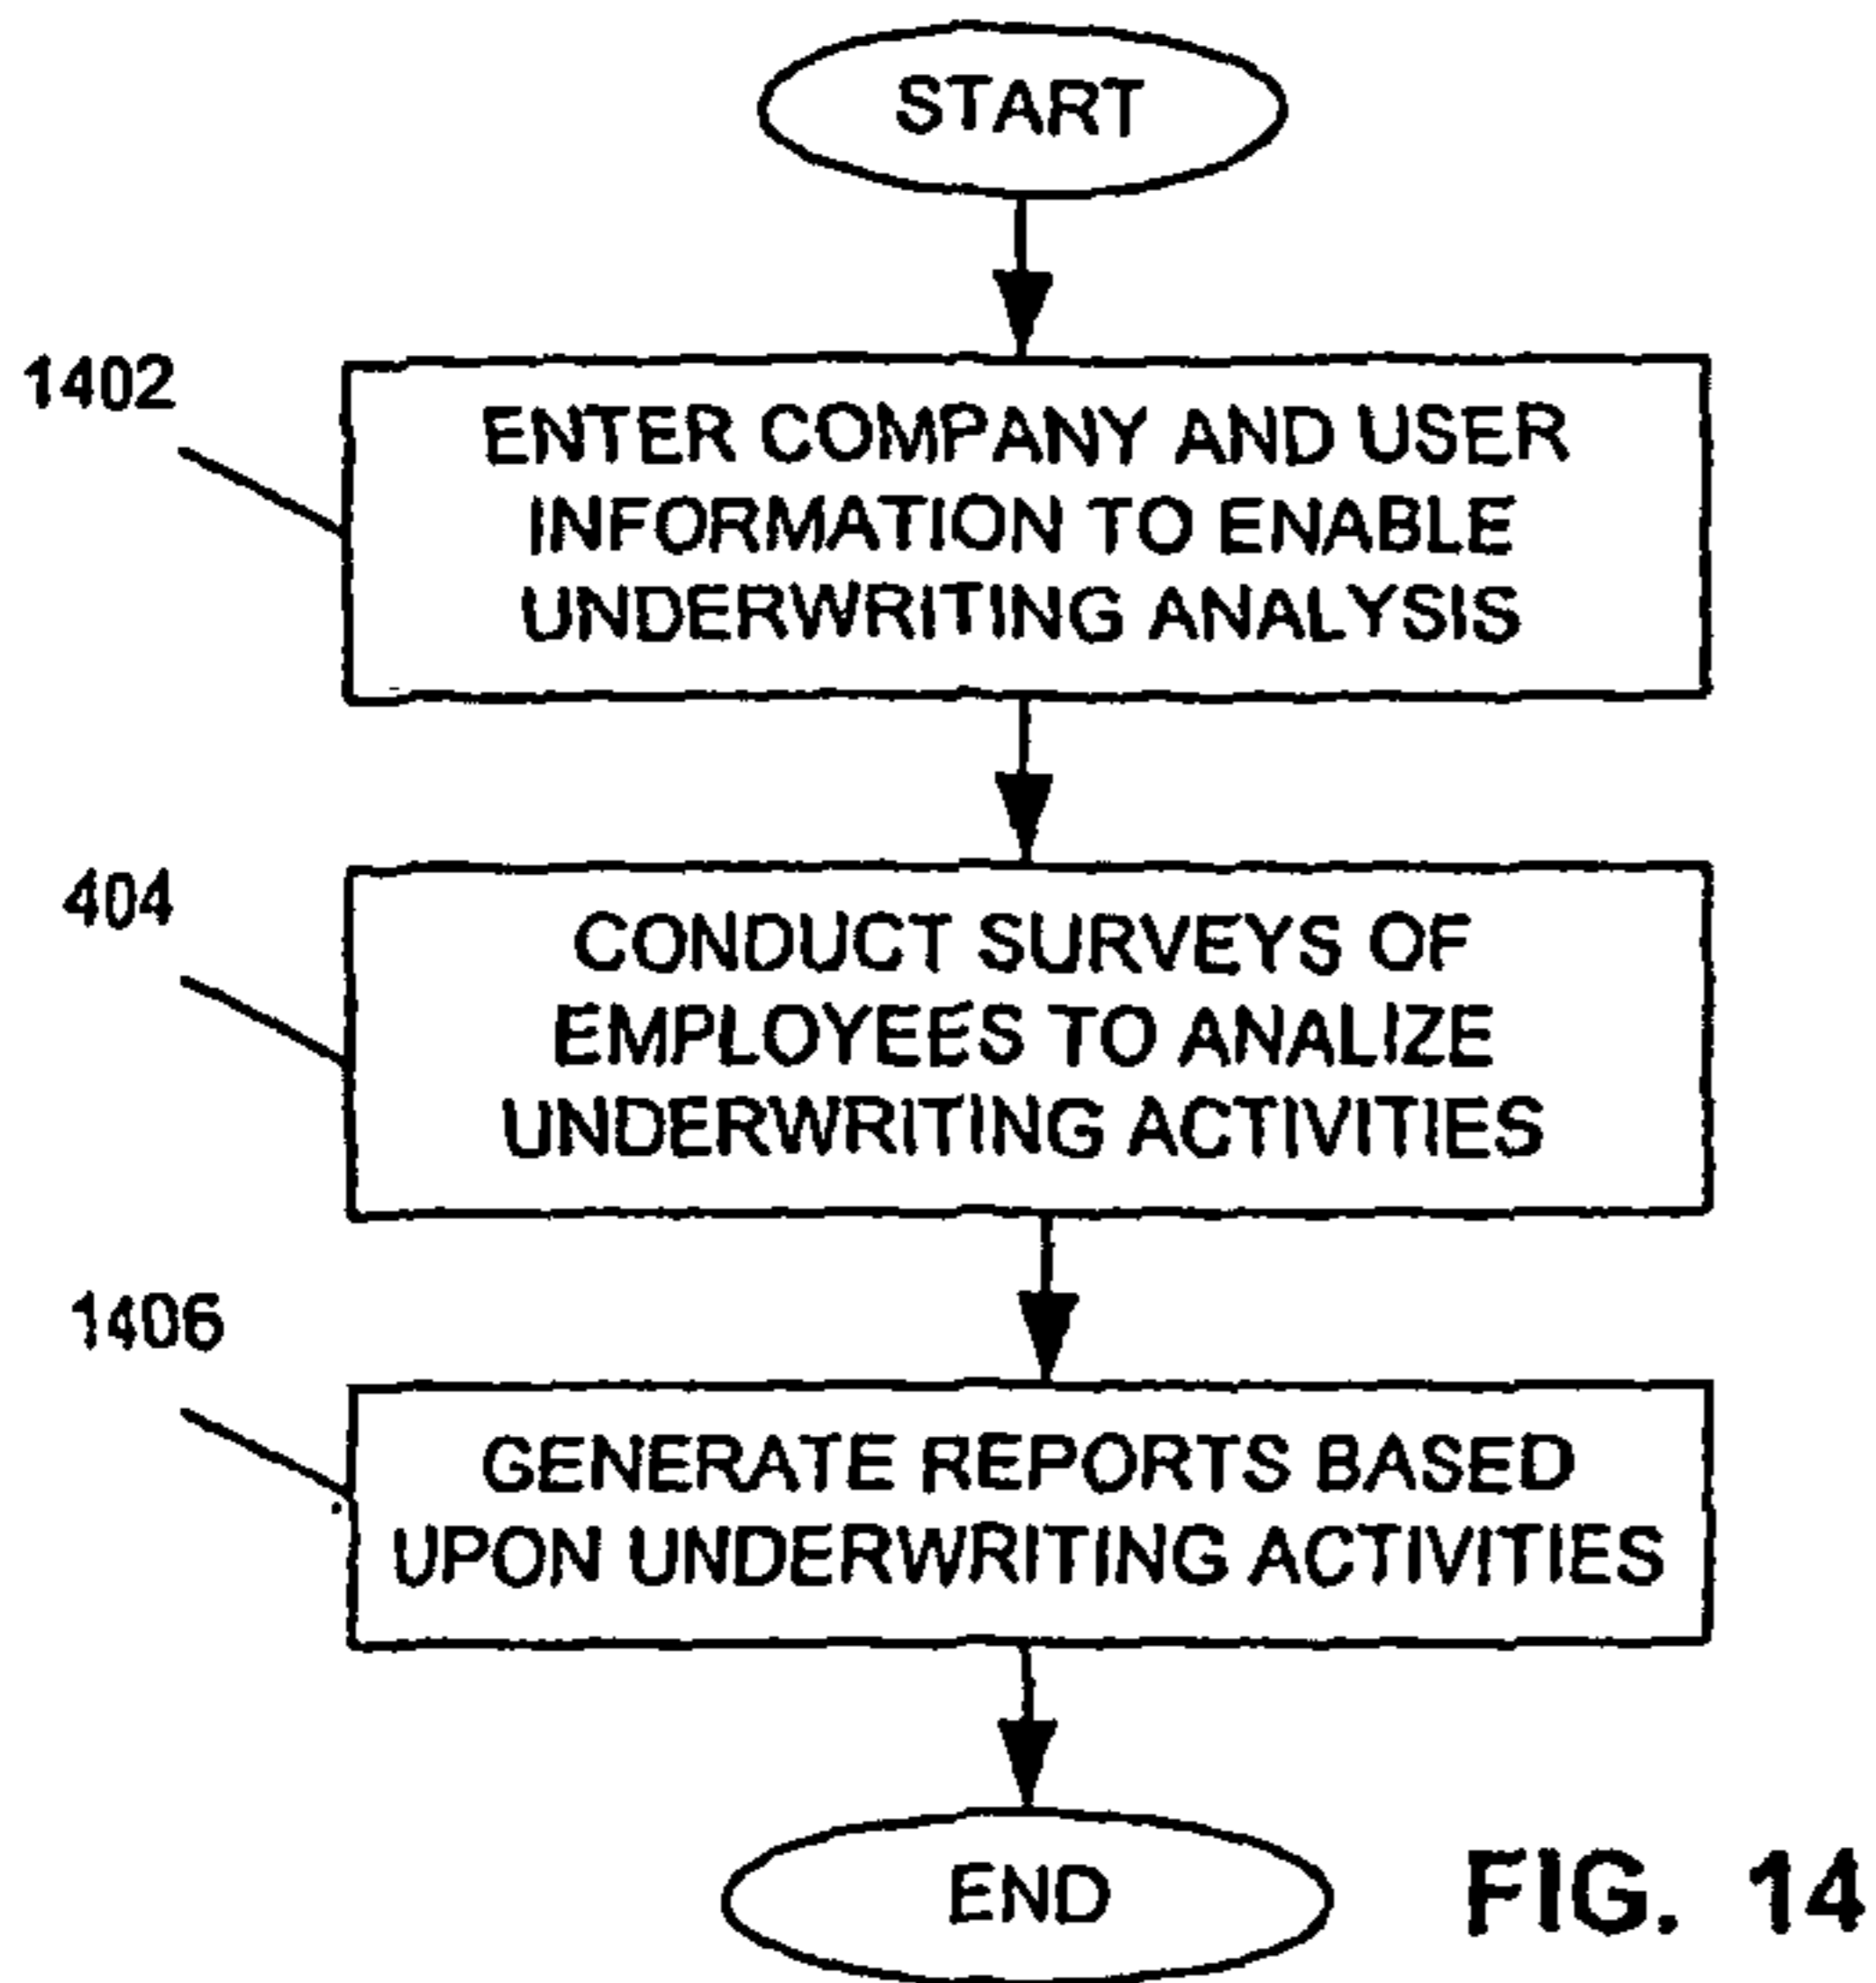 START
1402
ENTER COMPANY AND USER
INFORMATION TO ENABLE
UNDERWRITING ANALYSIS
404
CONDUCT SURVEYS OF
EMPLOYEES TO ANALIZE
UNDERWRITING ACTIVITIES
1406
GENERATE REPORTS BASED
UPON UNDERWRITING ACTIVITIES
END
FIG. 14